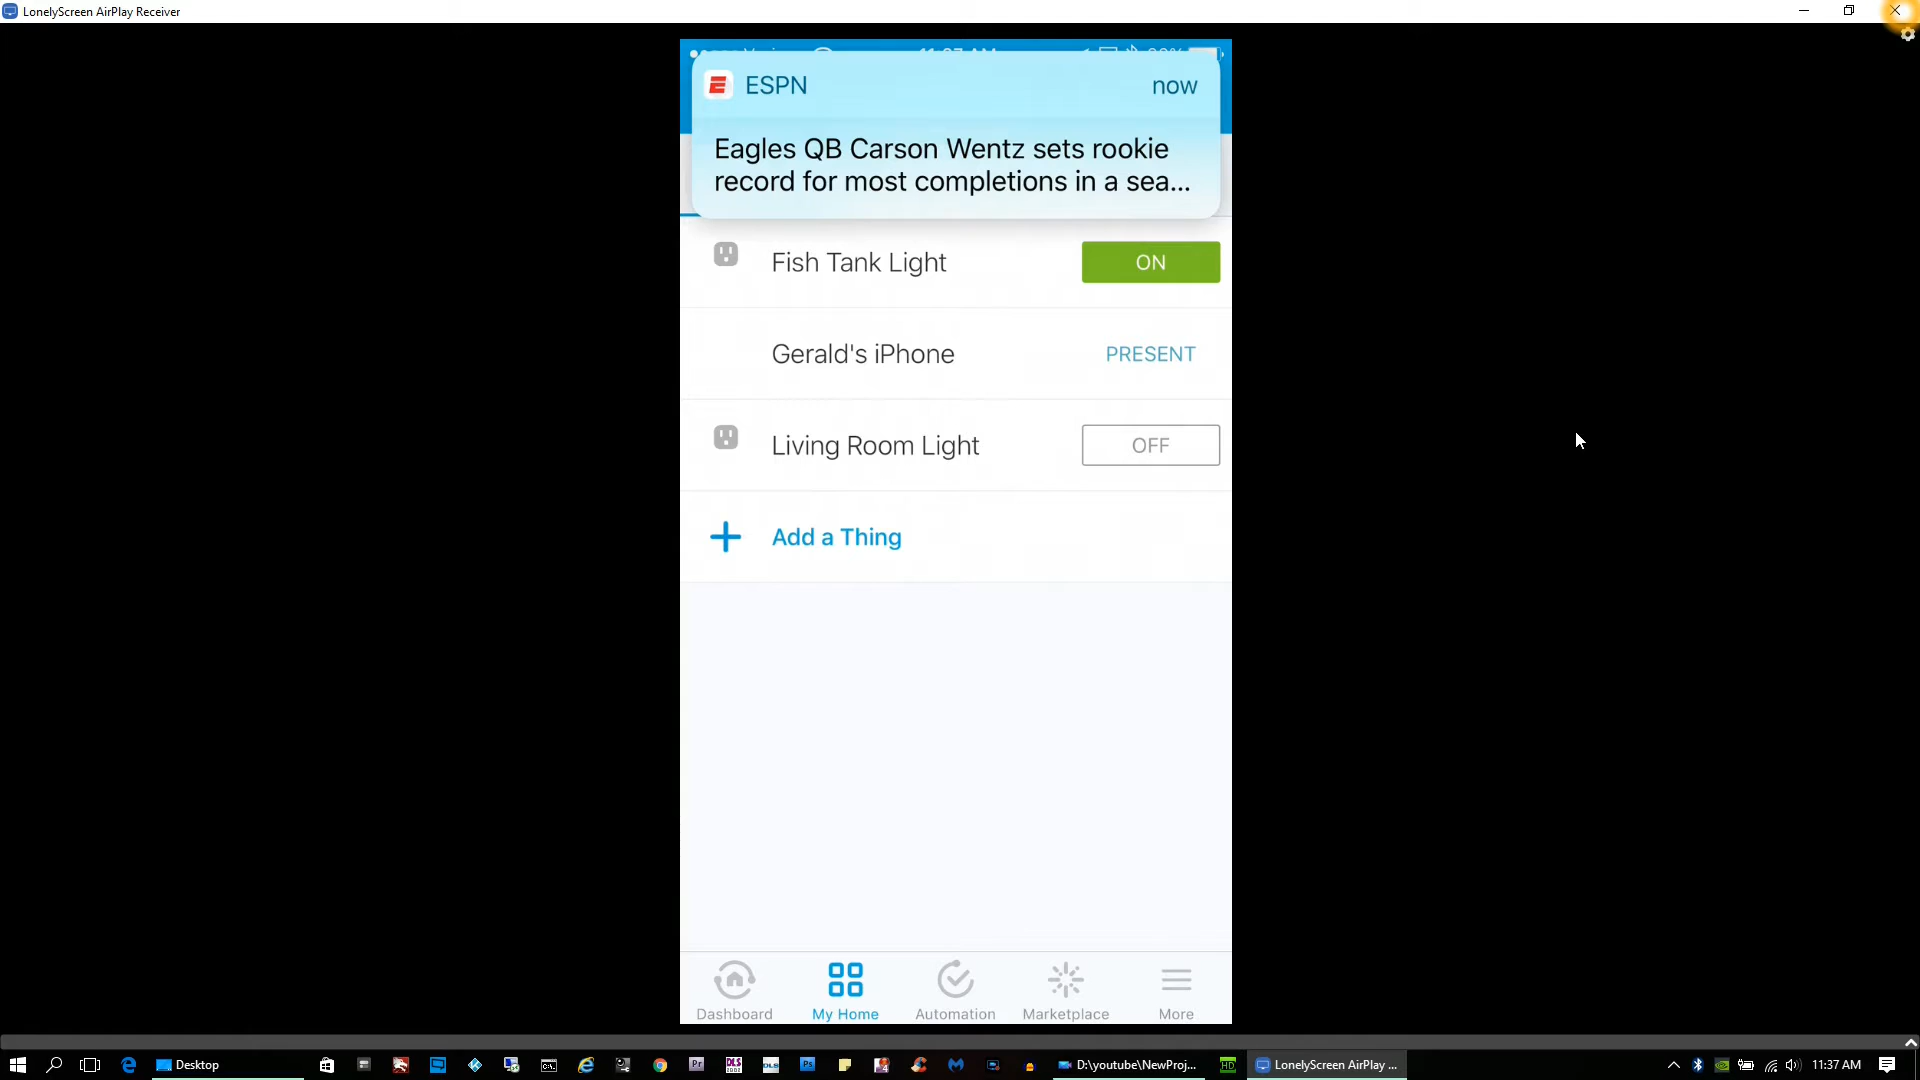 LonelyScreen AirPlay Receiver
ESPN
now
Eagles QB Carson Wentz sets rookie
record for most completions in a sea...
Fish Tank Light
ON
Gerald's iPhone
PRESENT
Living Room Light
OFF
Add a Thing
Dashboard
My Home
Automation
Marketplace
More
Desktop
D:\youtube\NewProj...
LonelyScreen AirPlay ...
11:37 AM